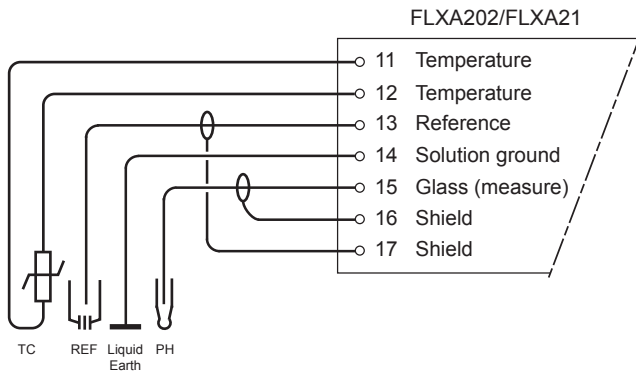 FLXA202/FLXA21
11 Temperature
12 Temperature
13 Reference
14 Solution ground
15 Glass (measure)
16 Shield
17 Shield
TC REF Liquid Earth PH